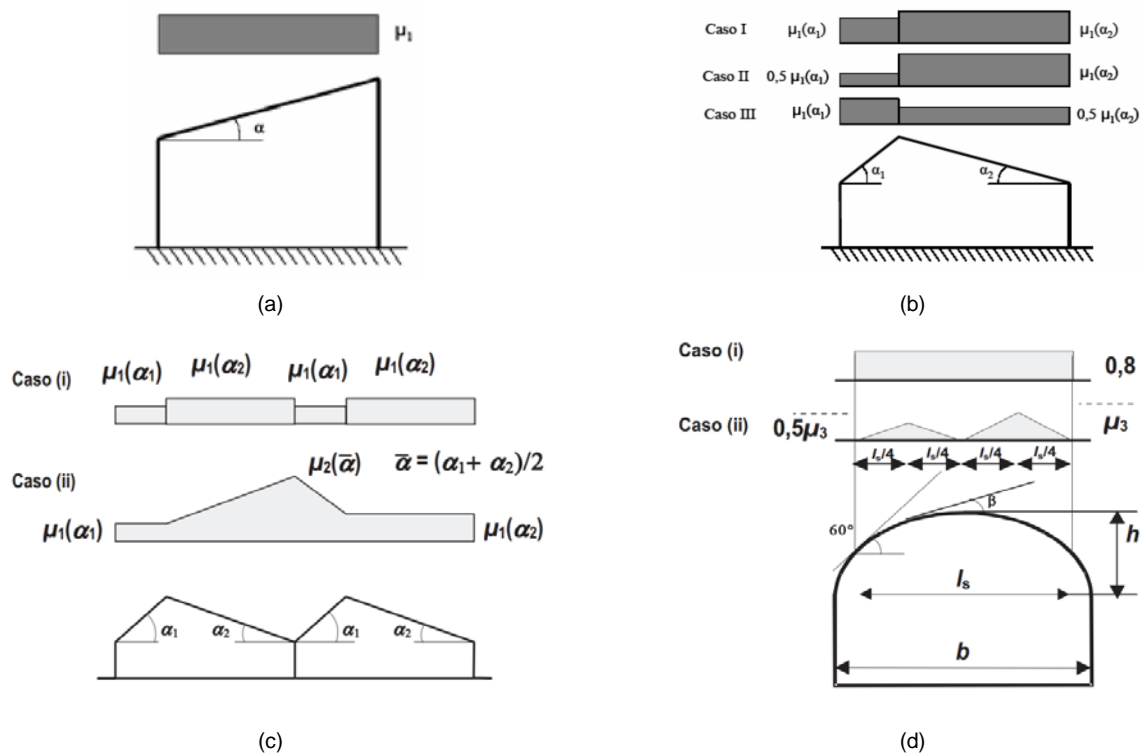 μ₁
α
(a)
Caso I μ₁(α₁) μ₁(α₂)
Caso II 0,5 μ₁(α₁) μ₁(α₂)
Caso III μ₁(α₁) 0,5 μ₁(α₂)
α₁ α₂
(b)
Caso (i) μ₁(α₁) μ₁(α₂) μ₁(α₁) μ₁(α₂)
Caso (ii) μ₂(ᾱ) ᾱ = (α₁+ α₂)/2
μ₁(α₁) μ₁(α₂)
α₁ α₂ α₁ α₂
(c)
Caso (i) 0,8
Caso (ii) 0,5μ₃ μ₃
lₛ/4 lₛ/4 lₛ/4 lₛ/4
β
60° h
lₛ
b
(d)